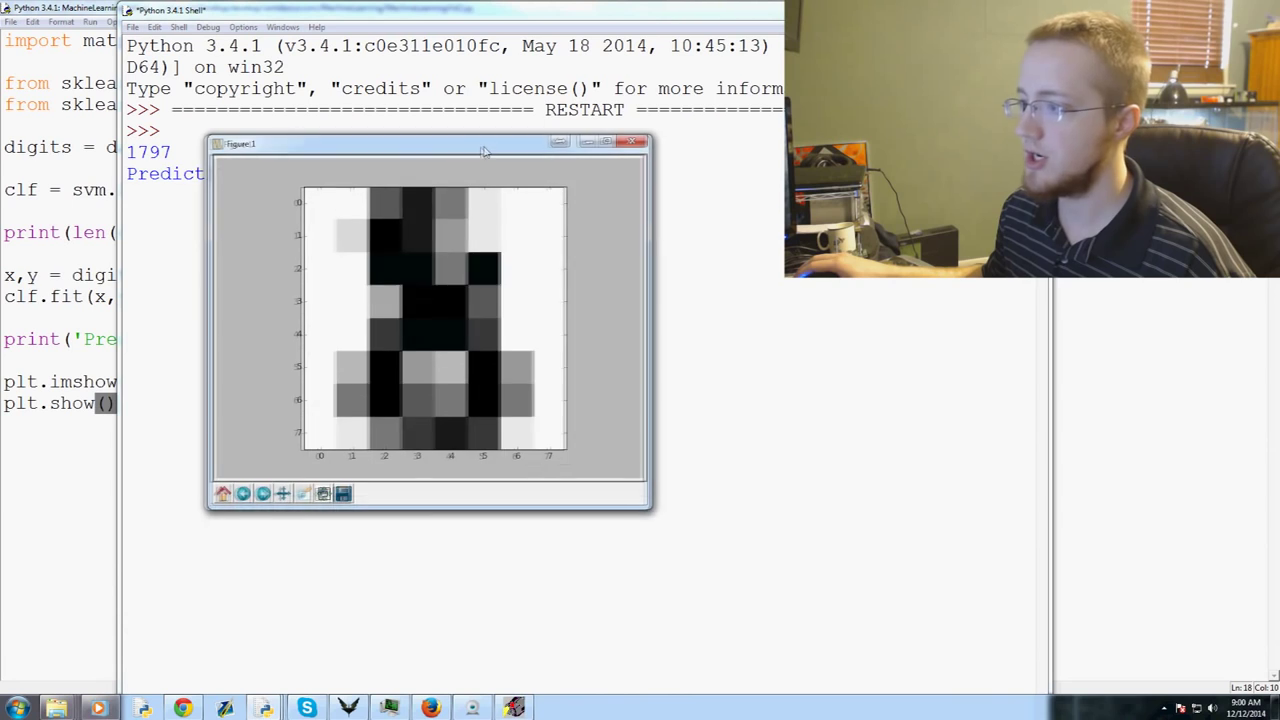 Python 3.4.1: MachineLearning
File Edit Format Run
import mat
from sklea
from sklea
digits = d
clf = svm.
print(len(
x,y = digi
clf.fit(x,
print('Pre
plt.imshow
plt.show()
*Python 3.4.1 Shell*
File Edit Shell Debug Options Windows Help
Python 3.4.1 (v3.4.1:c0e311e010fc, May 18 2014, 10:45:13)
D64)] on win32
Type "copyright", "credits" or "license()" for more inform
>>> ================================ RESTART ==============
>>>
1797
Predict
Figure 1
0
1
2
3
4
5
6
7
0 1 2 3 4 5 6 7
Ln: 18 Col: 10
9:00 AM
12/12/2014